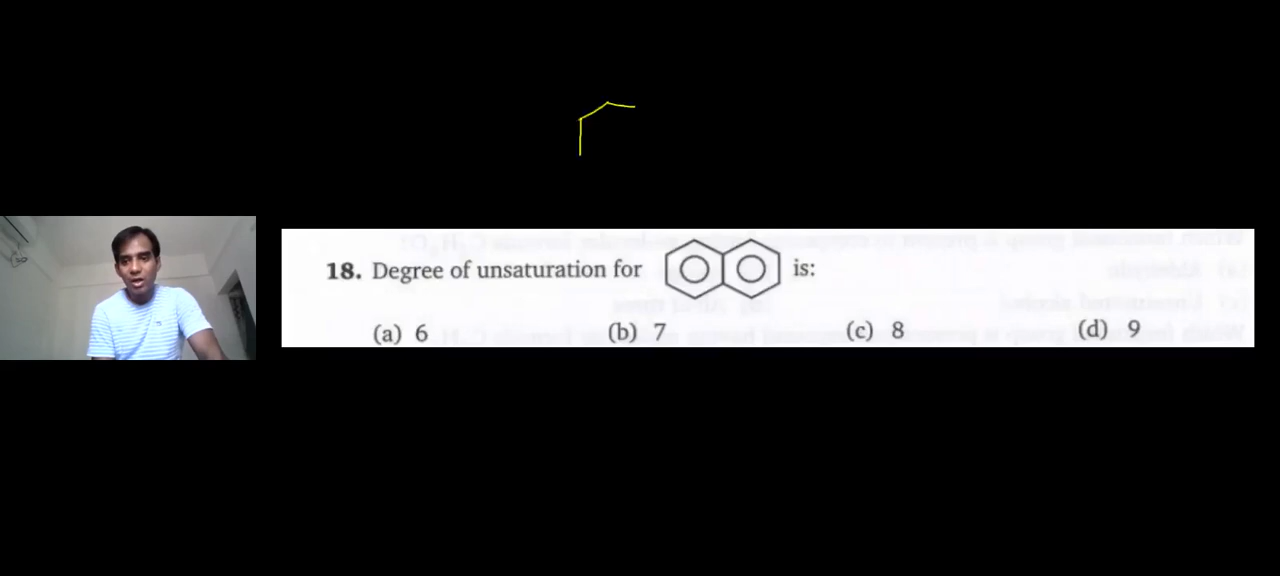 18. Degree of unsaturation for is:
(a) 6 (b) 7 (c) 8 (d) 9